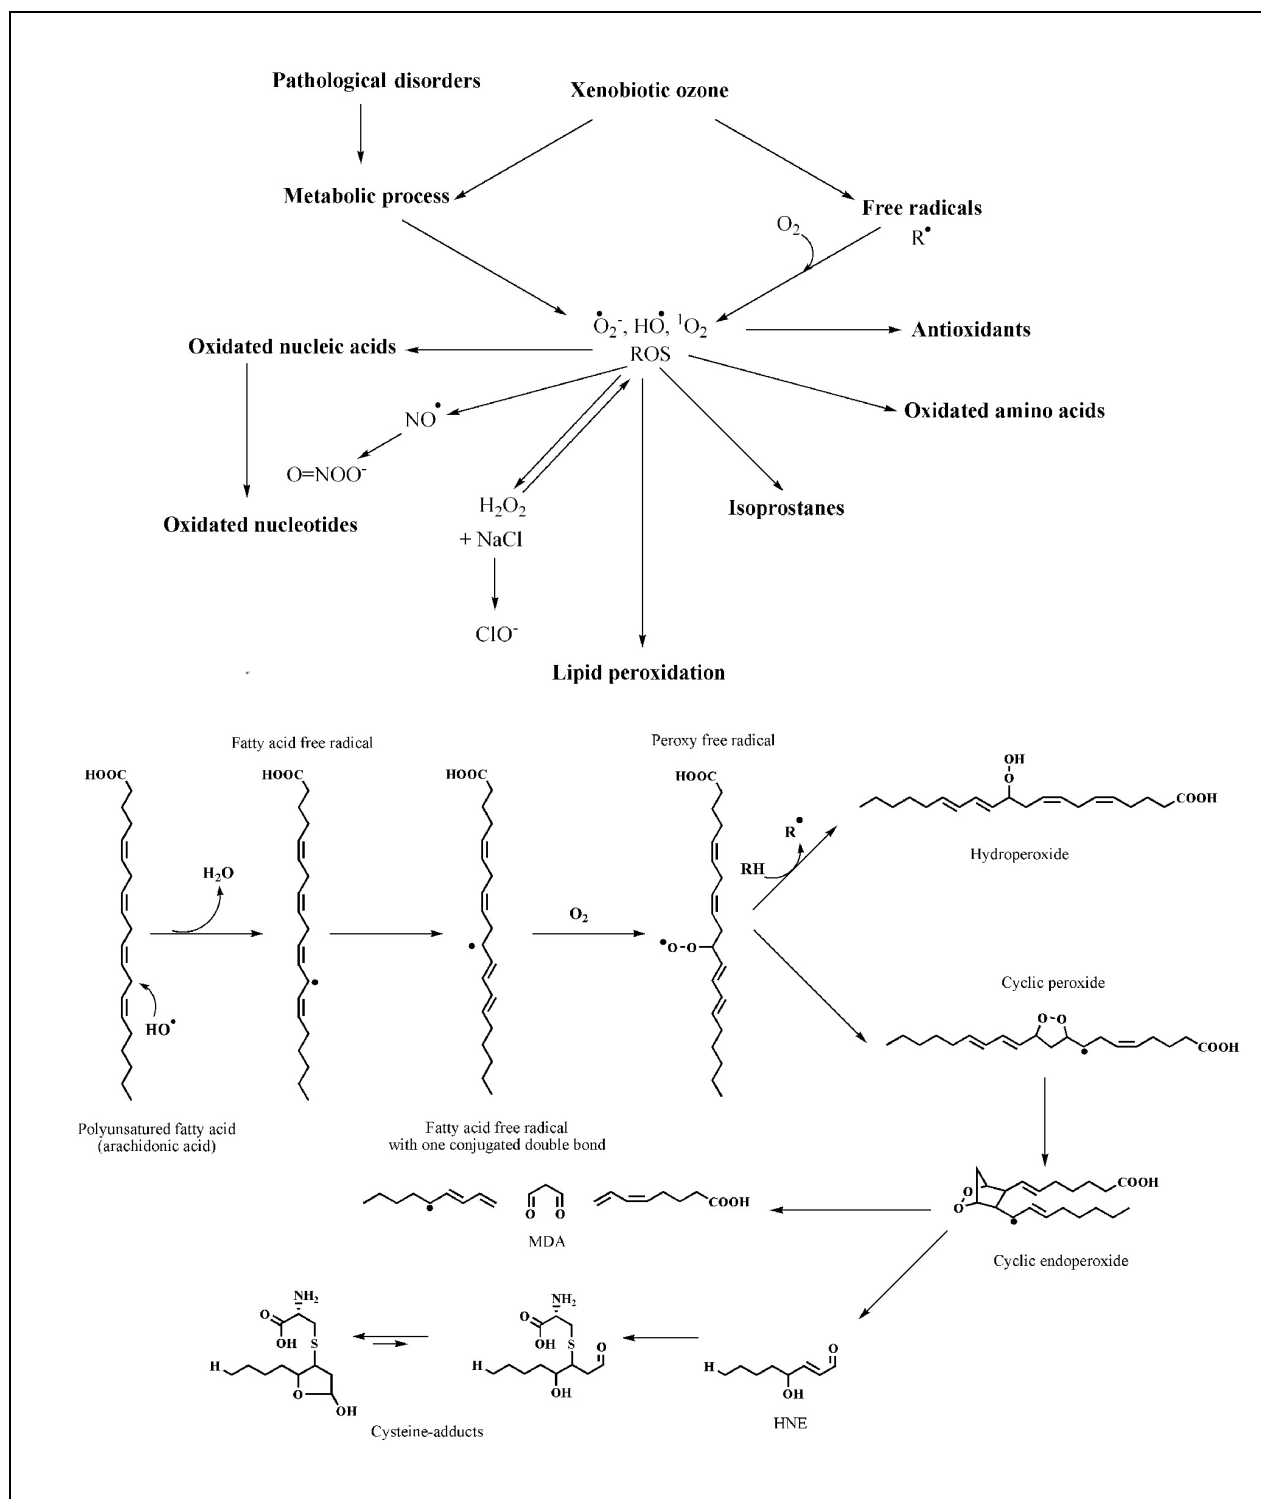 Pathological disorders
Xenobiotic ozone
Metabolic process
Free radicals
O2
R•
•O2-, HO•, 1O2
ROS
Antioxidants
Oxidated nucleic acids
Oxidated amino acids
NO•
O=NOO-
H2O2
+ NaCl
Isoprostanes
Oxidated nucleotides
ClO-
Lipid peroxidation
Fatty acid free radical
Peroxy free radical
HOOC
HOOC
HOOC
HOOC
OH
O
O
COOH
Hydroperoxide
R•
RH
H2O
O2
•O-O
HO•
Cyclic peroxide
O-O
COOH
Polyunsatured fatty acid
(arachidonic acid)
Fatty acid free radical
with one conjugated double bond
COOH
O
O
COOH
O O
MDA
Cyclic endoperoxide
NH2
O
OH
S
H
O
OH
NH2
O
OH
S
O
H
OH
O
H
OH
HNE
Cysteine-adducts